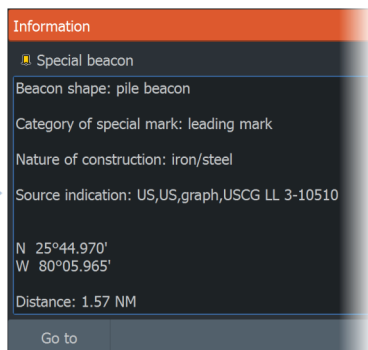 Information
Special beacon
Beacon shape: pile beacon
Category of special mark: leading mark
Nature of construction: iron/steel
Source indication: US,US,graph,USCG LL 3-10510
N 25°44.970'
W 80°05.965'
Distance: 1.57 NM
Go to